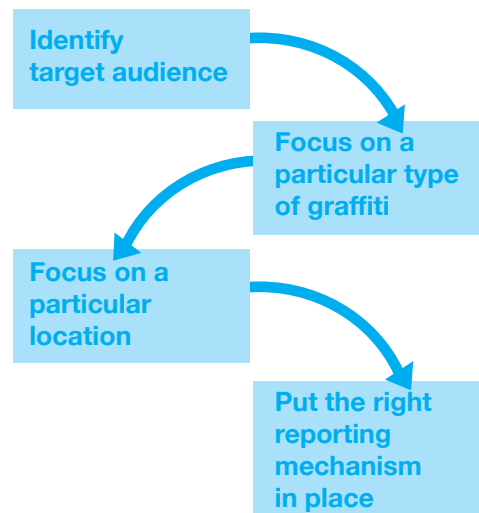 Identify
target audience
Focus on a
particular type
of graffiti
Focus on a
particular
location
Put the right
reporting
mechanism
in place